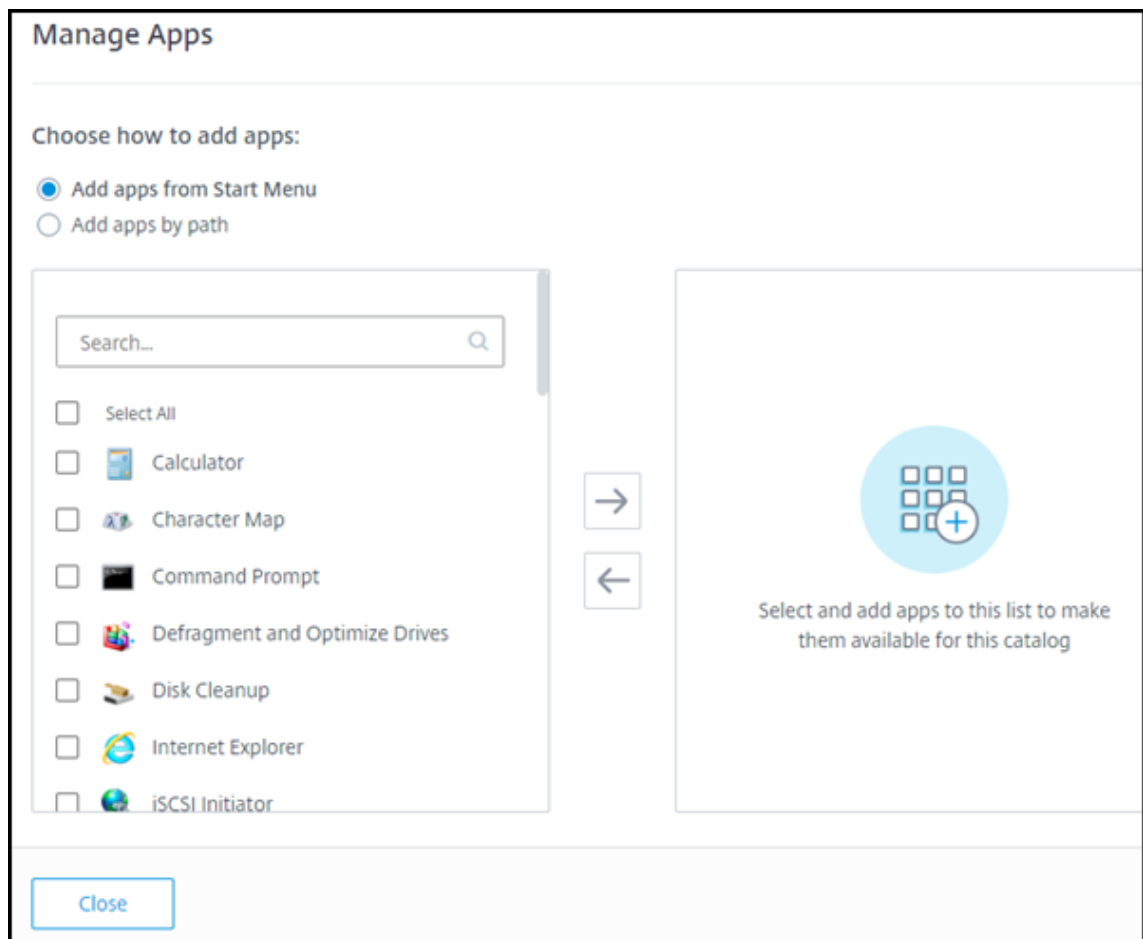 Manage Apps
Choose how to add apps:
Add apps from Start Menu
Add apps by path
Search...
Select All
Calculator
Character Map
Command Prompt
Defragment and Optimize Drives
Disk Cleanup
Internet Explorer
iSCSI Initiator
Select and add apps to this list to make
them available for this catalog
Close